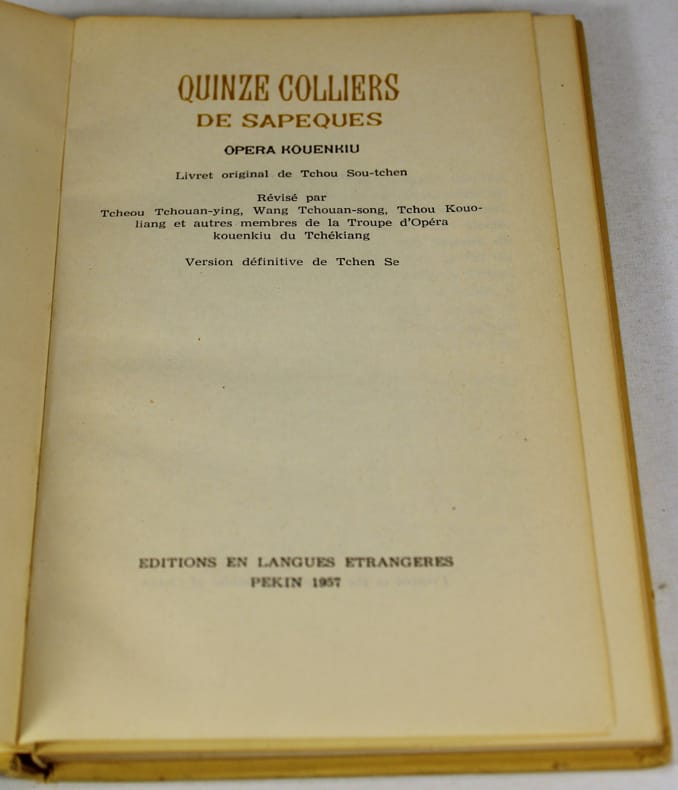 QUINZE COLLIERS
DE SAPEQUES
OPERA KOUENKIU
Livret original de Tchou Sou-tchen
Révisé par
Tcheou Tchouan-ying, Wang Tchouan-song, Tchou Kouo-
liang et autres membres de la Troupe d'Opéra
kouenkiu du Tchékiang
Version définitive de Tchen Se
EDITIONS EN LANGUES ETRANGERES
PEKIN 1957